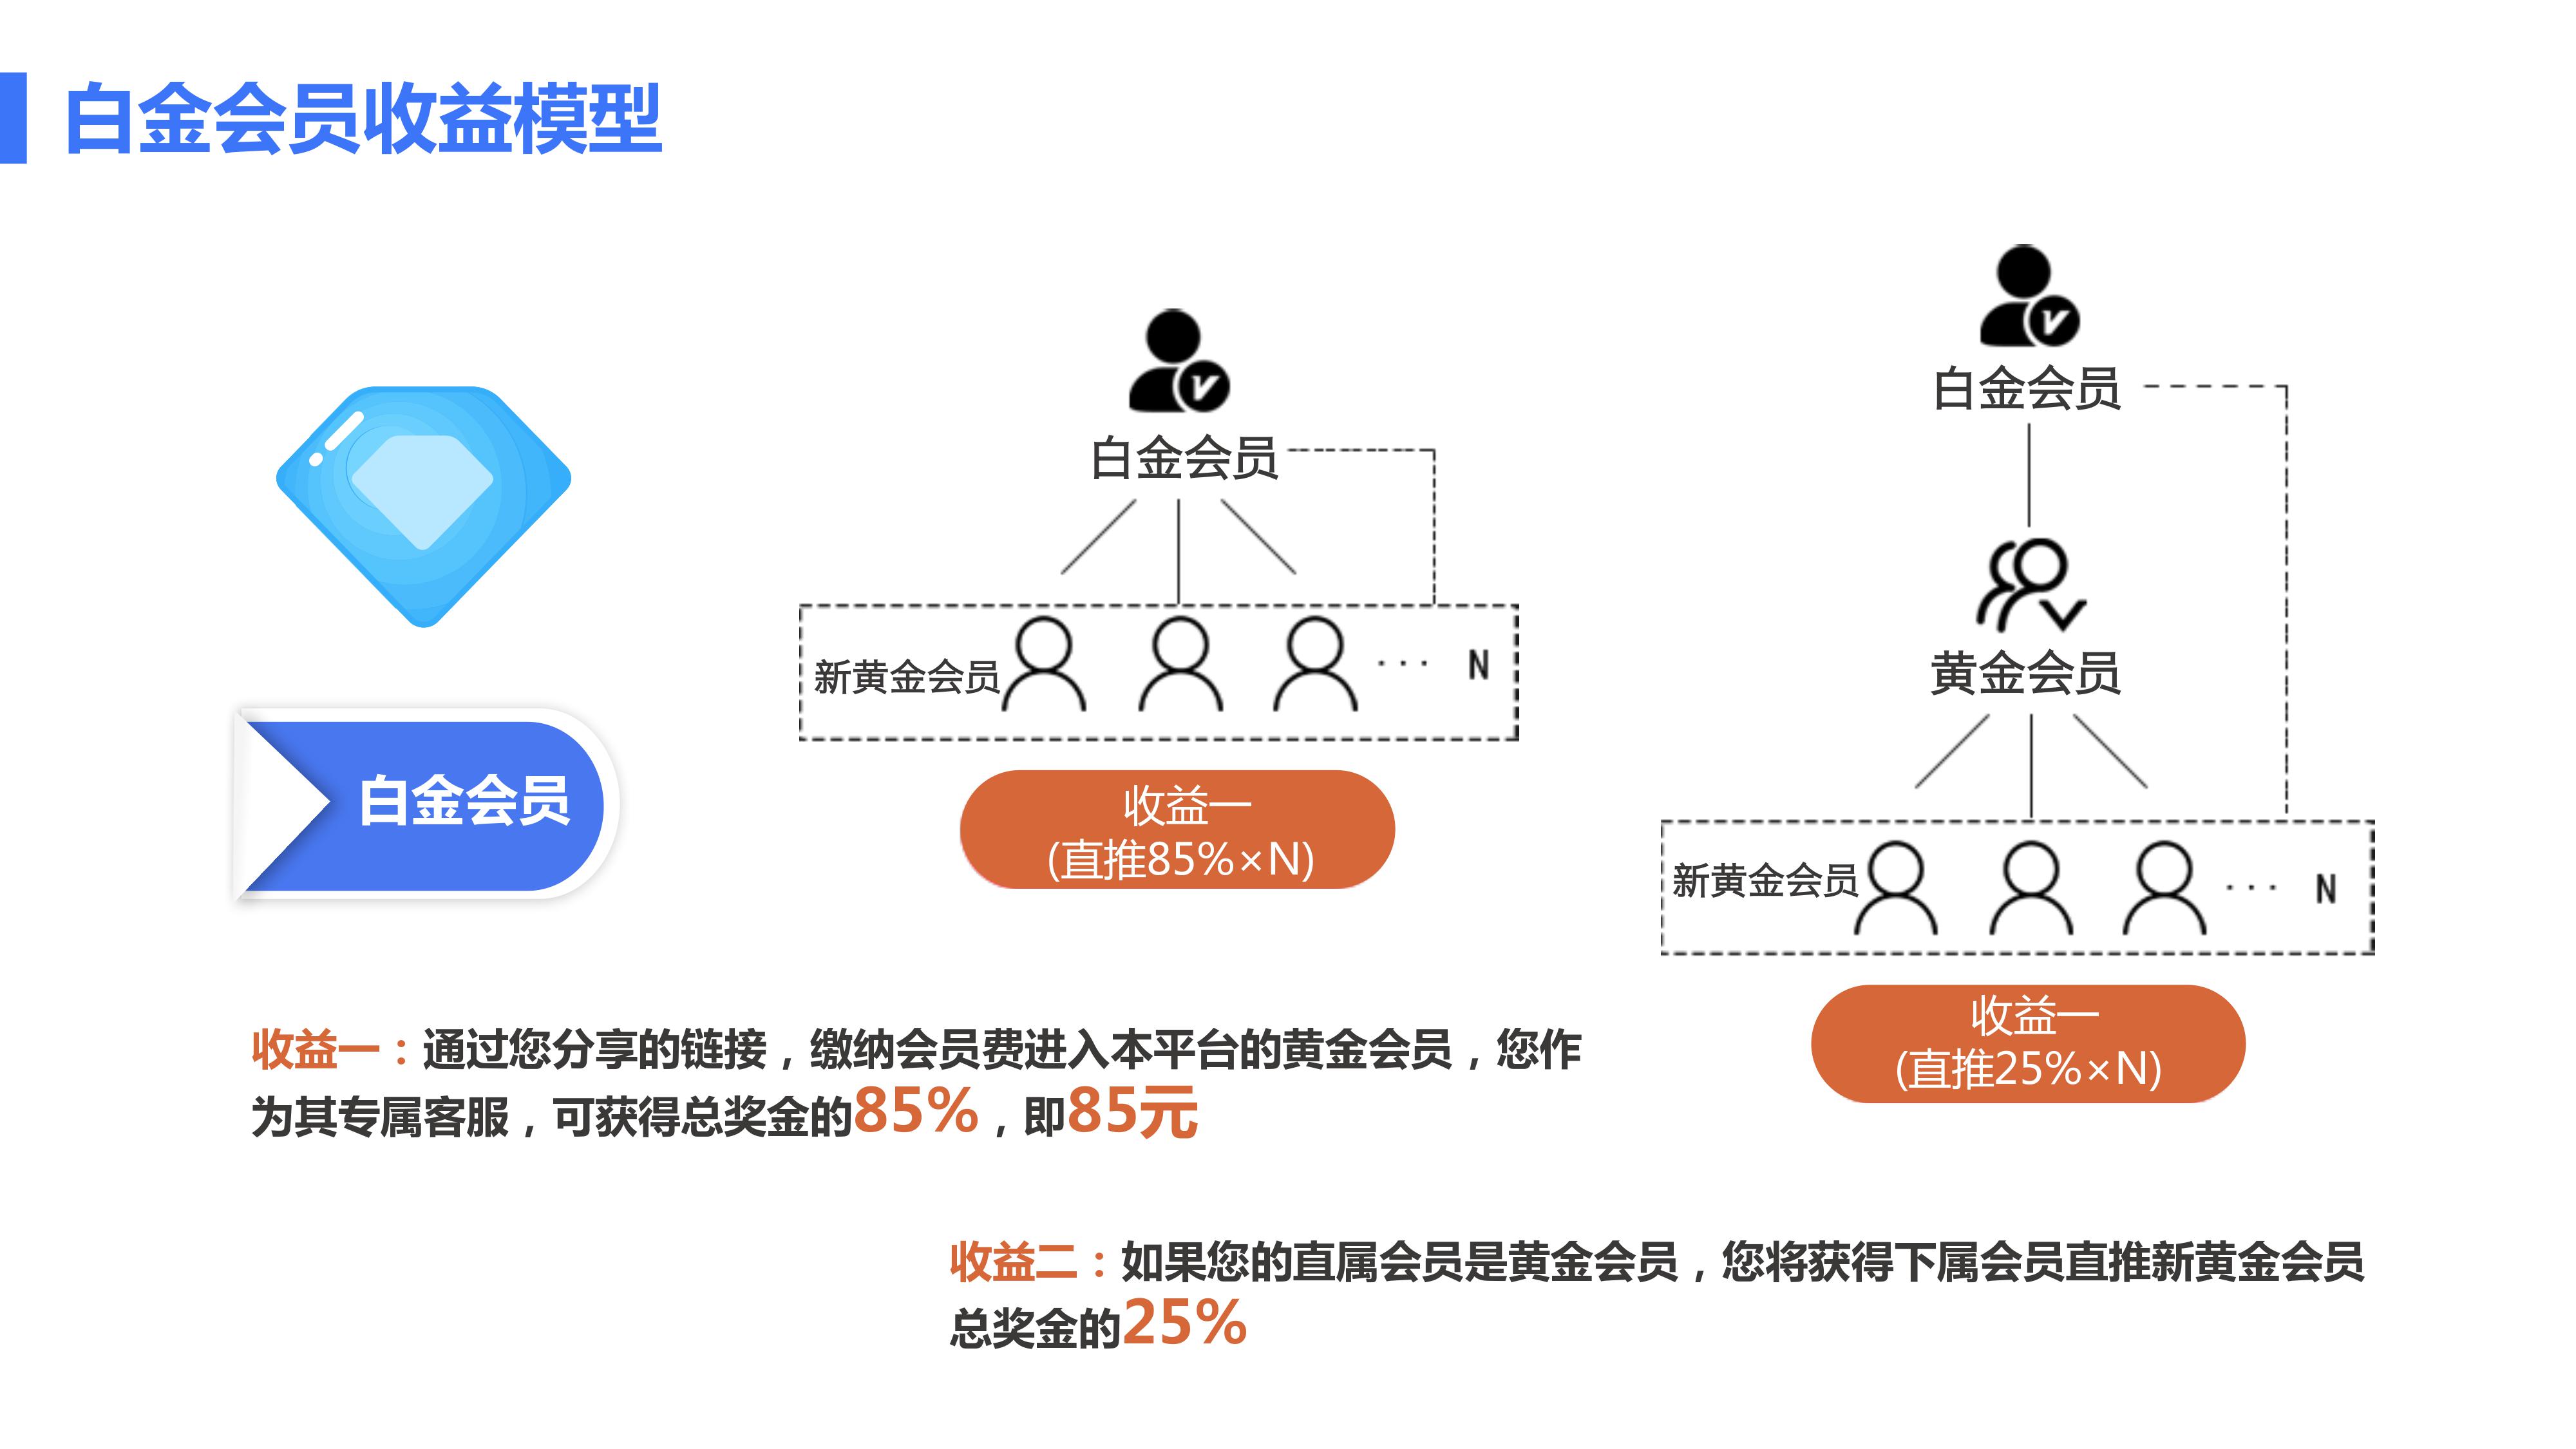 白金会员收益模型
白金会员
白金会员
新黄金会员
··· N
收益一
(直推85%×N)
白金会员
黄金会员
新黄金会员
··· N
收益一
(直推25%×N)
收益一：通过您分享的链接，缴纳会员费进入本平台的黄金会员，您作
为其专属客服，可获得总奖金的85%，即85元
收益二：如果您的直属会员是黄金会员，您将获得下属会员直推新黄金会员
总奖金的25%